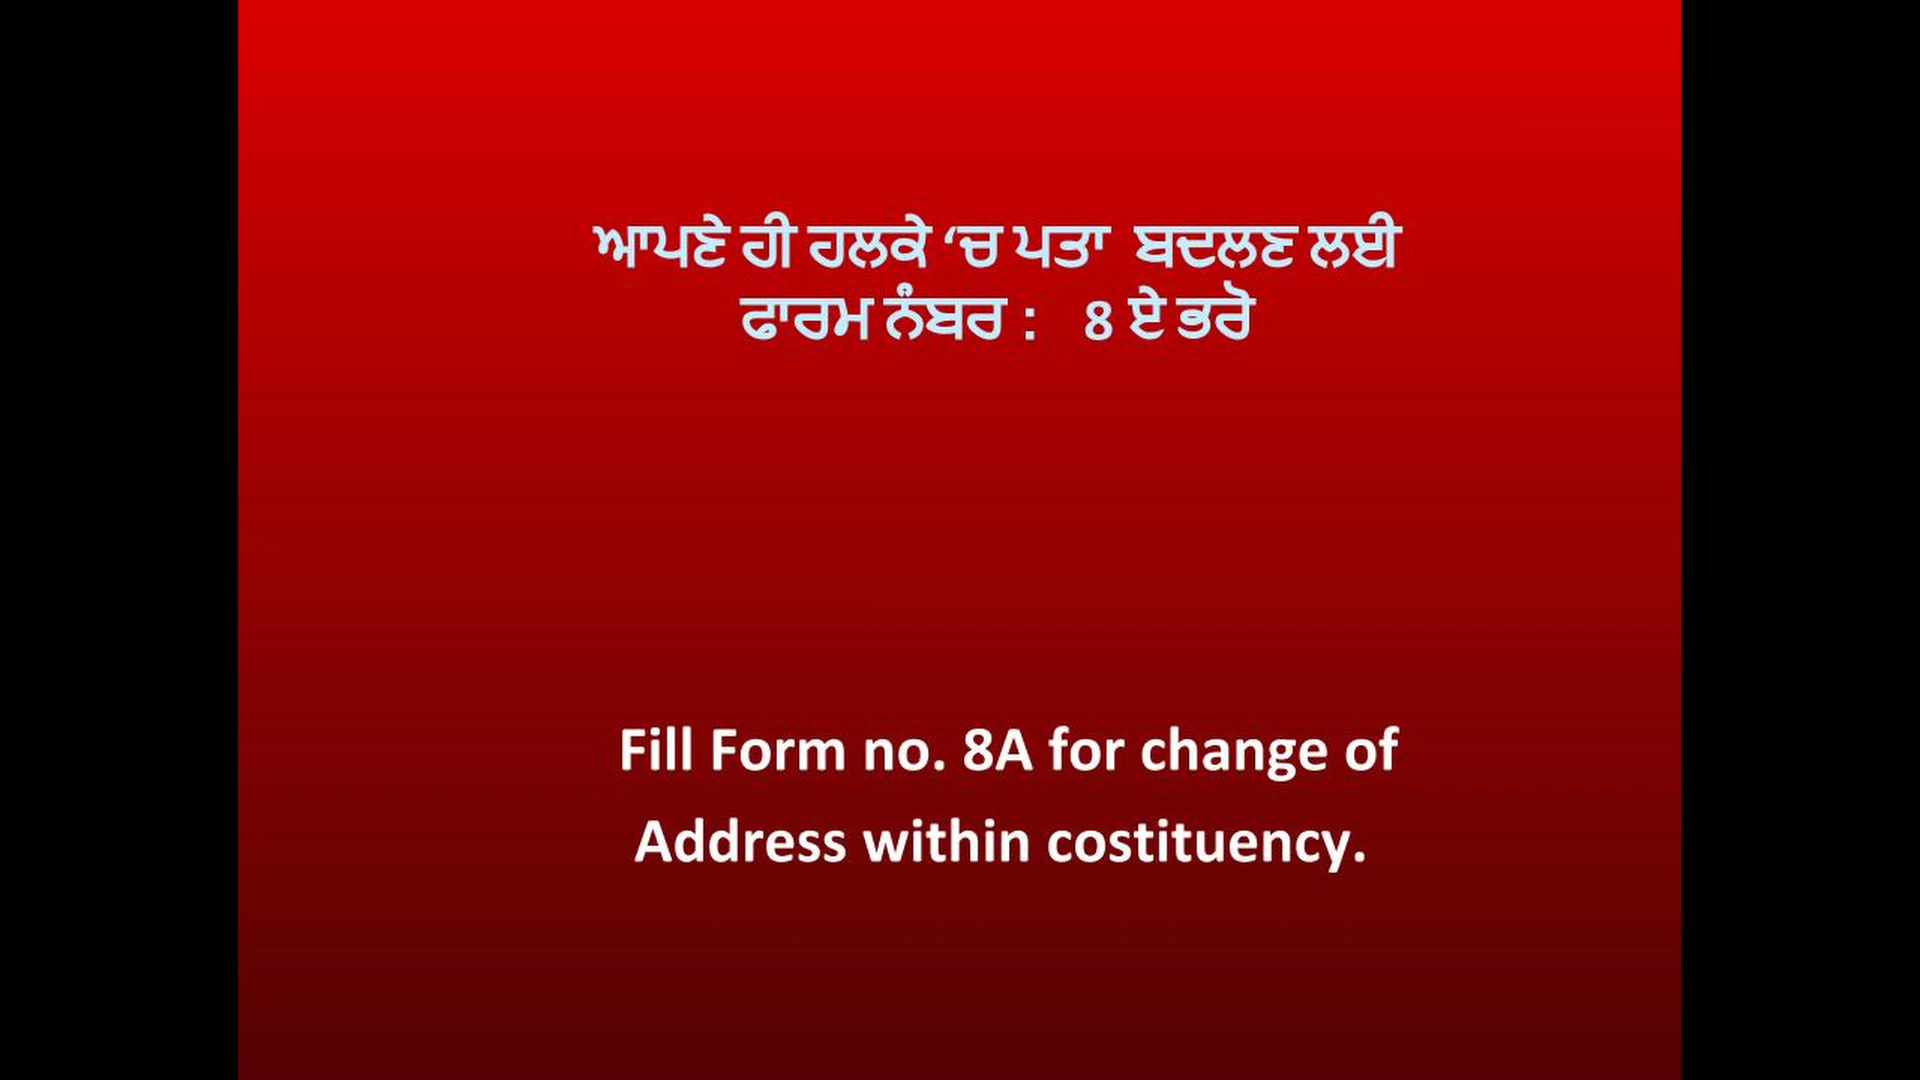 ਆਪਣੇ ਹੀ ਹਲਕੇ ‘ਚ ਪਤਾ ਬਦਲਣ ਲਈ
ਫਾਰਮ ਨੰਬਰ : 8 ਏ ਭਰੋ
Fill Form no. 8A for change of
Address within costituency.